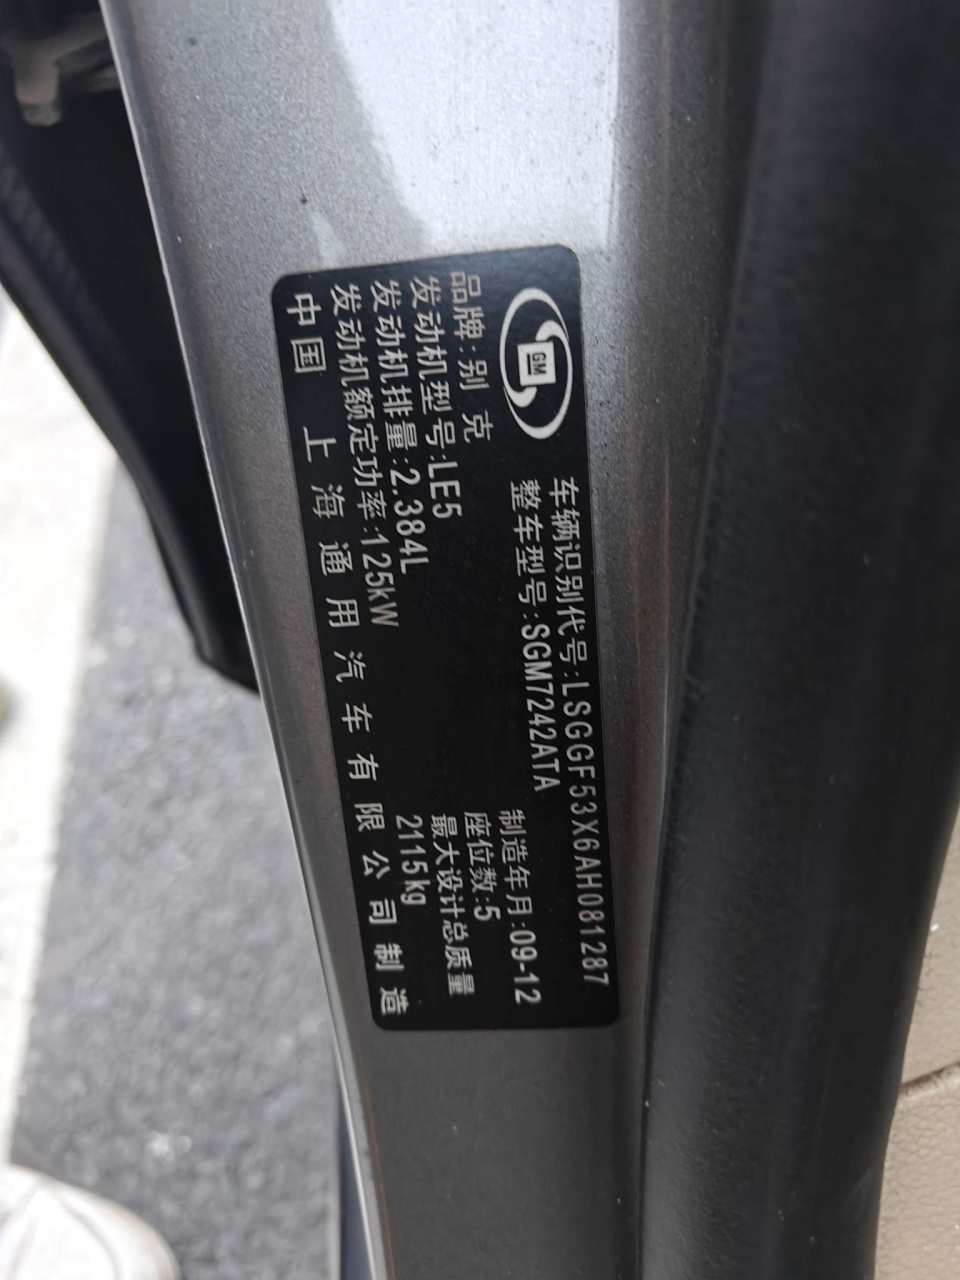 GM
车辆识别代号:LSGGF53X6AH081287
整车型号:SGM7242ATA
制造年月:09-12
品牌:别克
座位数:5
发动机型号:LE5
最大设计总质量
发动机排量:2.384L
2115kg
发动机额定功率:125kW
中国 上海通用汽车有限公司制造